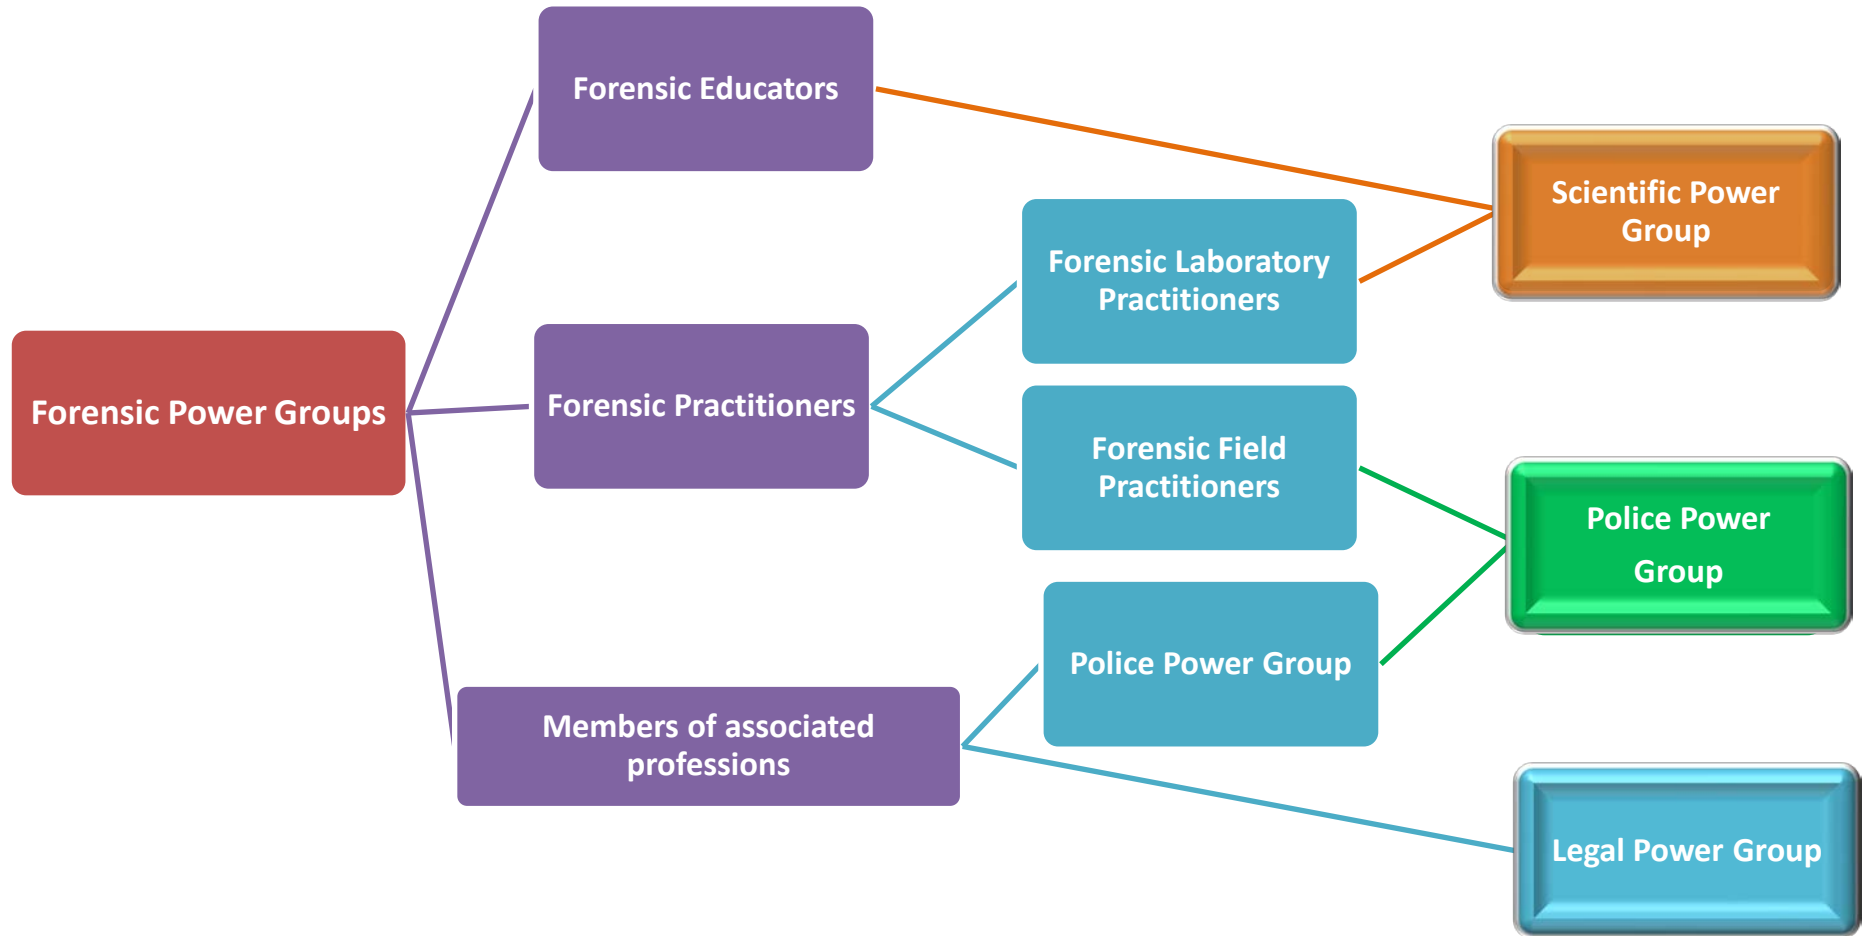 Forensic Power Groups
Forensic Educators
Forensic Practitioners
Members of associated
professions
Forensic Laboratory
Practitioners
Forensic Field
Practitioners
Police Power Group
Scientific Power
Group
Police Power
Group
Legal Power Group